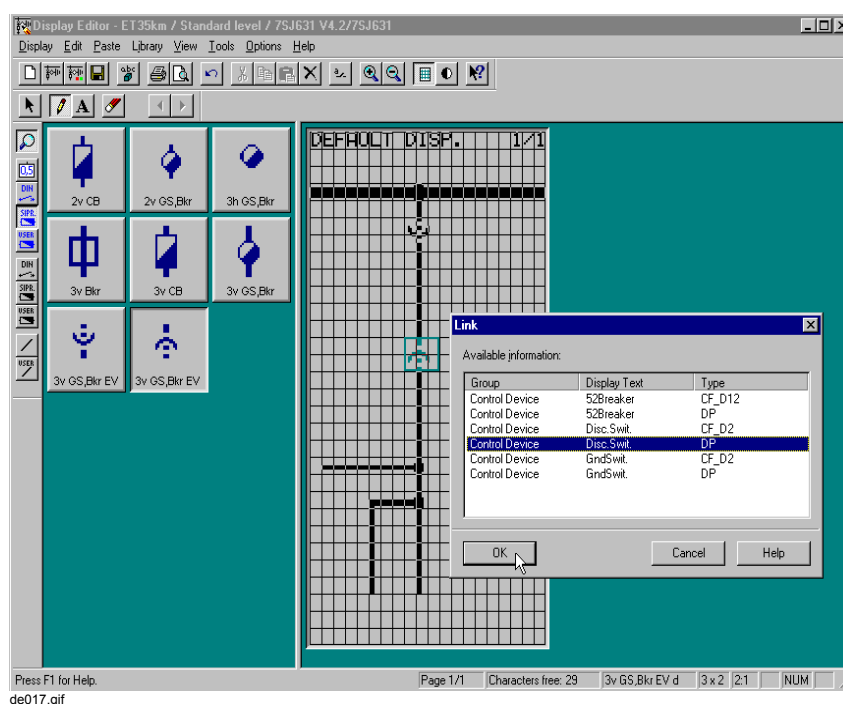 Display Editor - ET35km / Standard level / 7SJ631 V4.2/7SJ631
Display Edit Paste Library View Tools Options Help
abc
A
0,5
DIN
SIPR.
USER
DIN
SIPR.
USER
USER
2v CB
2v GS,Bkr
3h GS,Bkr
3v Bkr
3v CB
3v GS,Bkr
3v GS,Bkr EV
3v GS,Bkr EV
DEFAULT DISP. 1/1
Link
Available information:
Group Display Text Type
Control Device 52Breaker CF_D12
Control Device 52Breaker DP
Control Device Disc.Swit. CF_D2
Control Device Disc.Swit. DP
Control Device GndSwit. CF_D2
Control Device GndSwit. DP
OK Cancel Help
Press F1 for Help. Page 1/1 Characters free: 29 3v GS,Bkr EV d 3 x 2 2:1 NUM
de017.gif